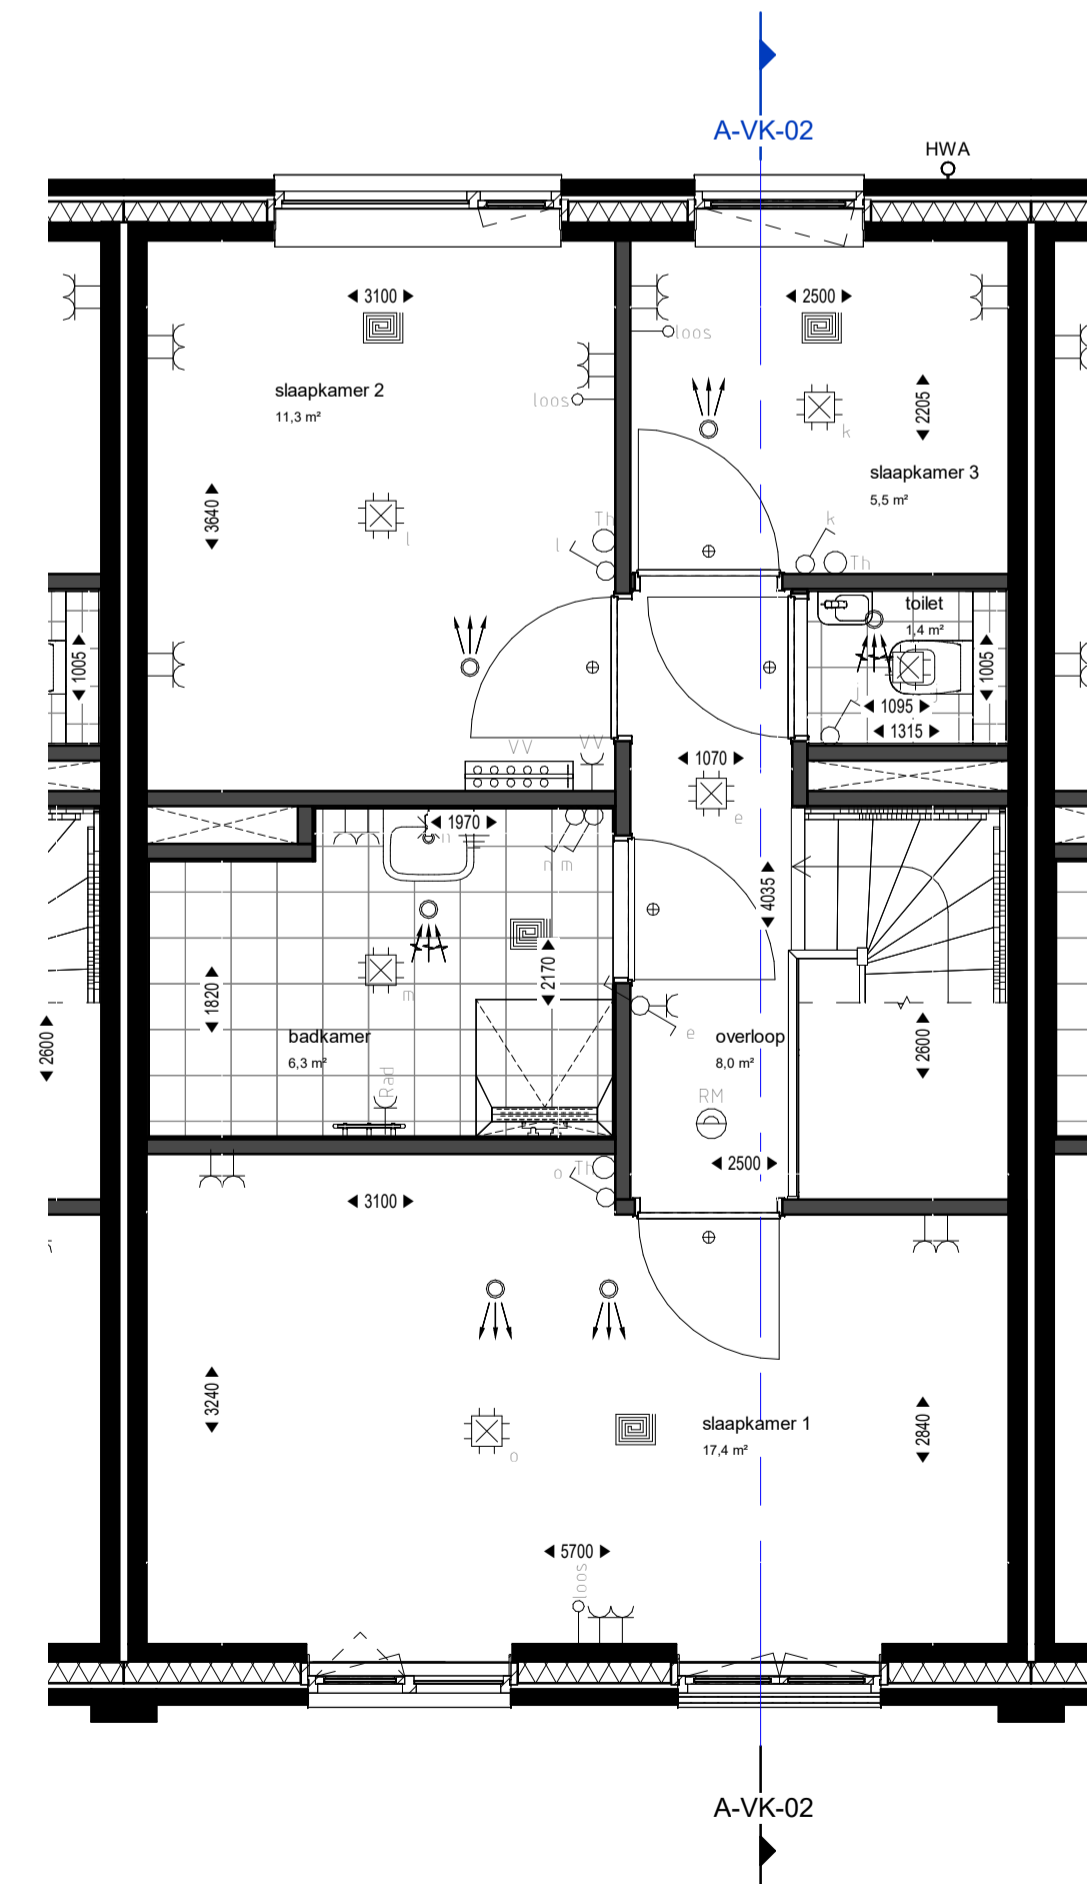 A-VK-02
HWA
3100
2500
loos
slaapkamer 2
11,3 m²
loos
2205
k
slaapkamer 3
5,5 m²
3640
l
Th
l
k
Th
toilet
1,4 m²
1005
1005
j
j
1095
1315
VV
VV
1070
e
1970
n
n m
4035
2170
m
1820
2600
badkamer
6,3 m²
e
overloop
8,0 m²
2600
Rad
RM
2500
o
Th
3100
3240
slaapkamer 1
17,4 m²
2840
o
5700
loos
A-VK-02